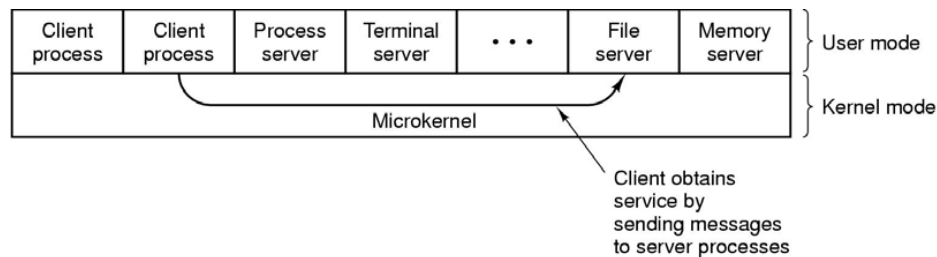 Client process
Client process
Process server
Terminal server
• • •
File server
Memory server
User mode
Microkernel
Kernel mode
Client obtains
service by
sending messages
to server processes